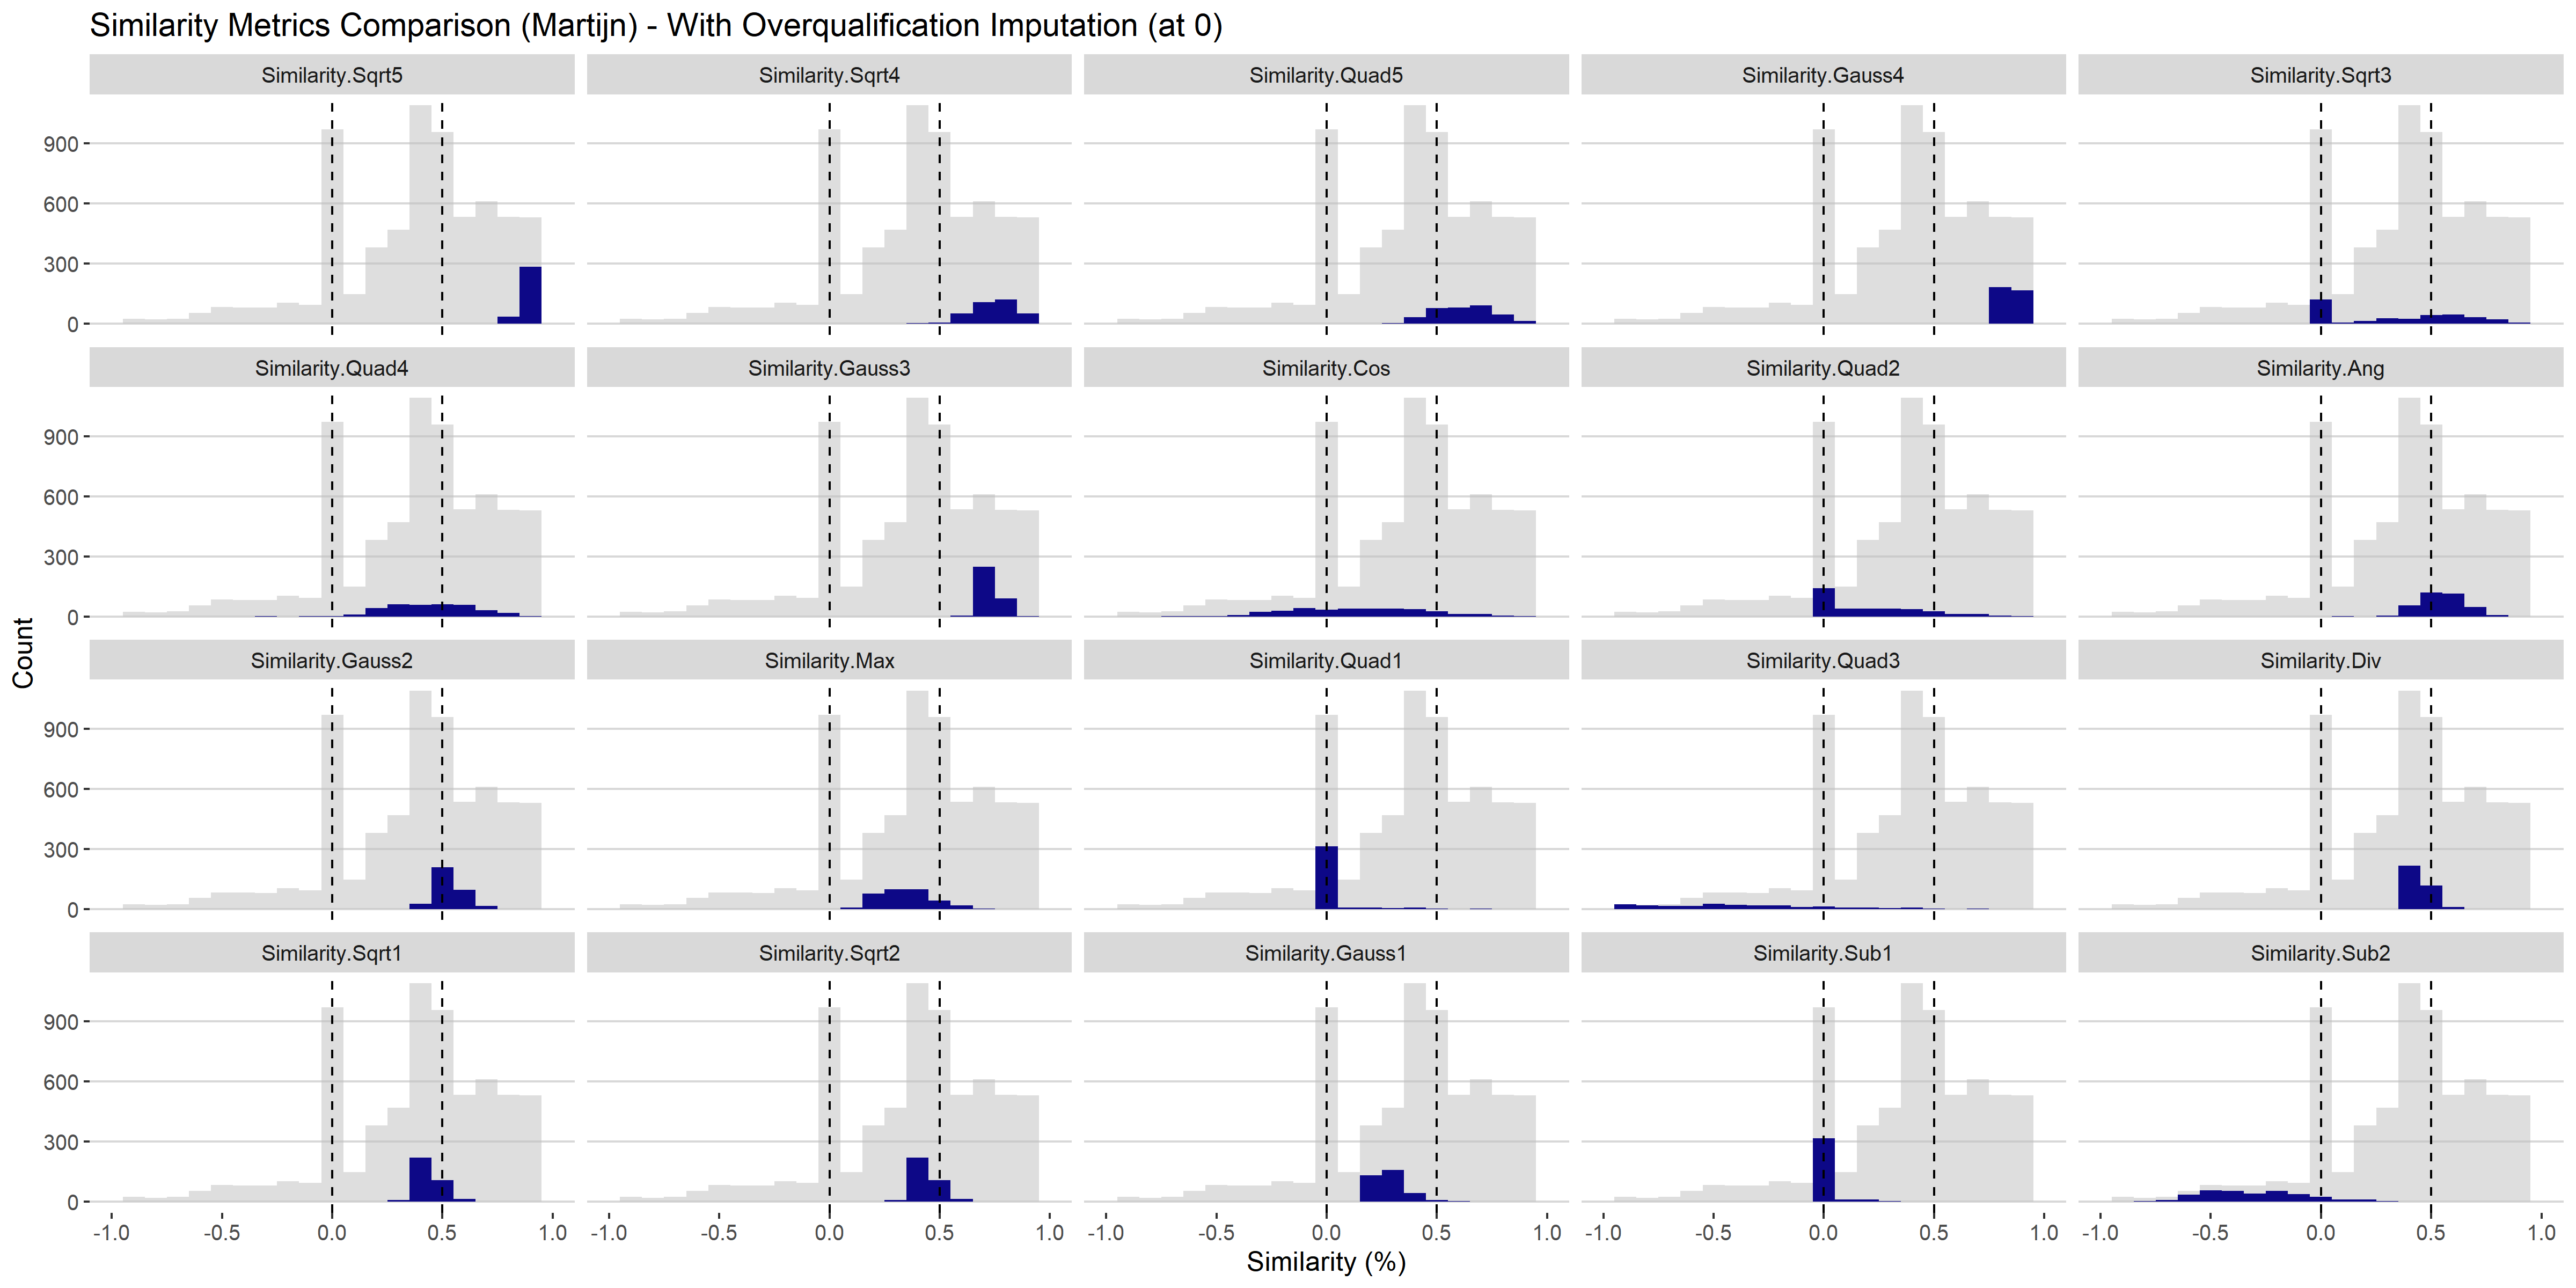 Similarity Metrics Comparison (Martijn) - With Overqualification Imputation (at 0)
Similarity.Sqrt5
Similarity.Sqrt4
Similarity.Quad5
Similarity.Gauss4
Similarity.Sqrt3
900
600
300
0
Similarity.Quad4
Similarity.Gauss3
Similarity.Cos
Similarity.Quad2
Similarity.Ang
900
600
300
0
Count
Similarity.Gauss2
Similarity.Max
Similarity.Quad1
Similarity.Quad3
Similarity.Div
900
600
300
0
Similarity.Sqrt1
Similarity.Sqrt2
Similarity.Gauss1
Similarity.Sub1
Similarity.Sub2
900
600
300
0
-1.0 -0.5 0.0 0.5 1.0
-1.0 -0.5 0.0 0.5 1.0
-1.0 -0.5 0.0 0.5 1.0
-1.0 -0.5 0.0 0.5 1.0
-1.0 -0.5 0.0 0.5 1.0
Similarity (%)